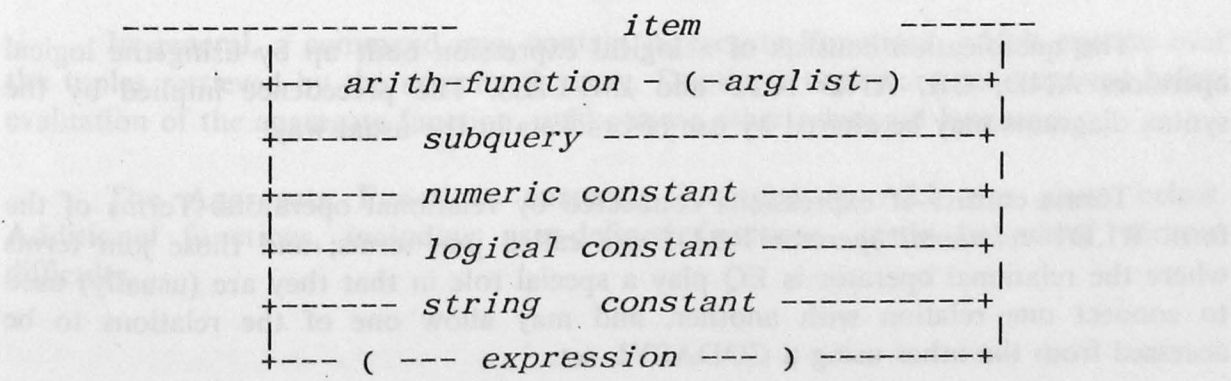 --------------- item ------
+-- arith-function -- ( arglist ) ----+
+------ subquery -----------------+
+------ numeric constant -----------+
+------ logical constant -----------+
+------ string constant ----------+
+--- ( --- expression --- ) --------+